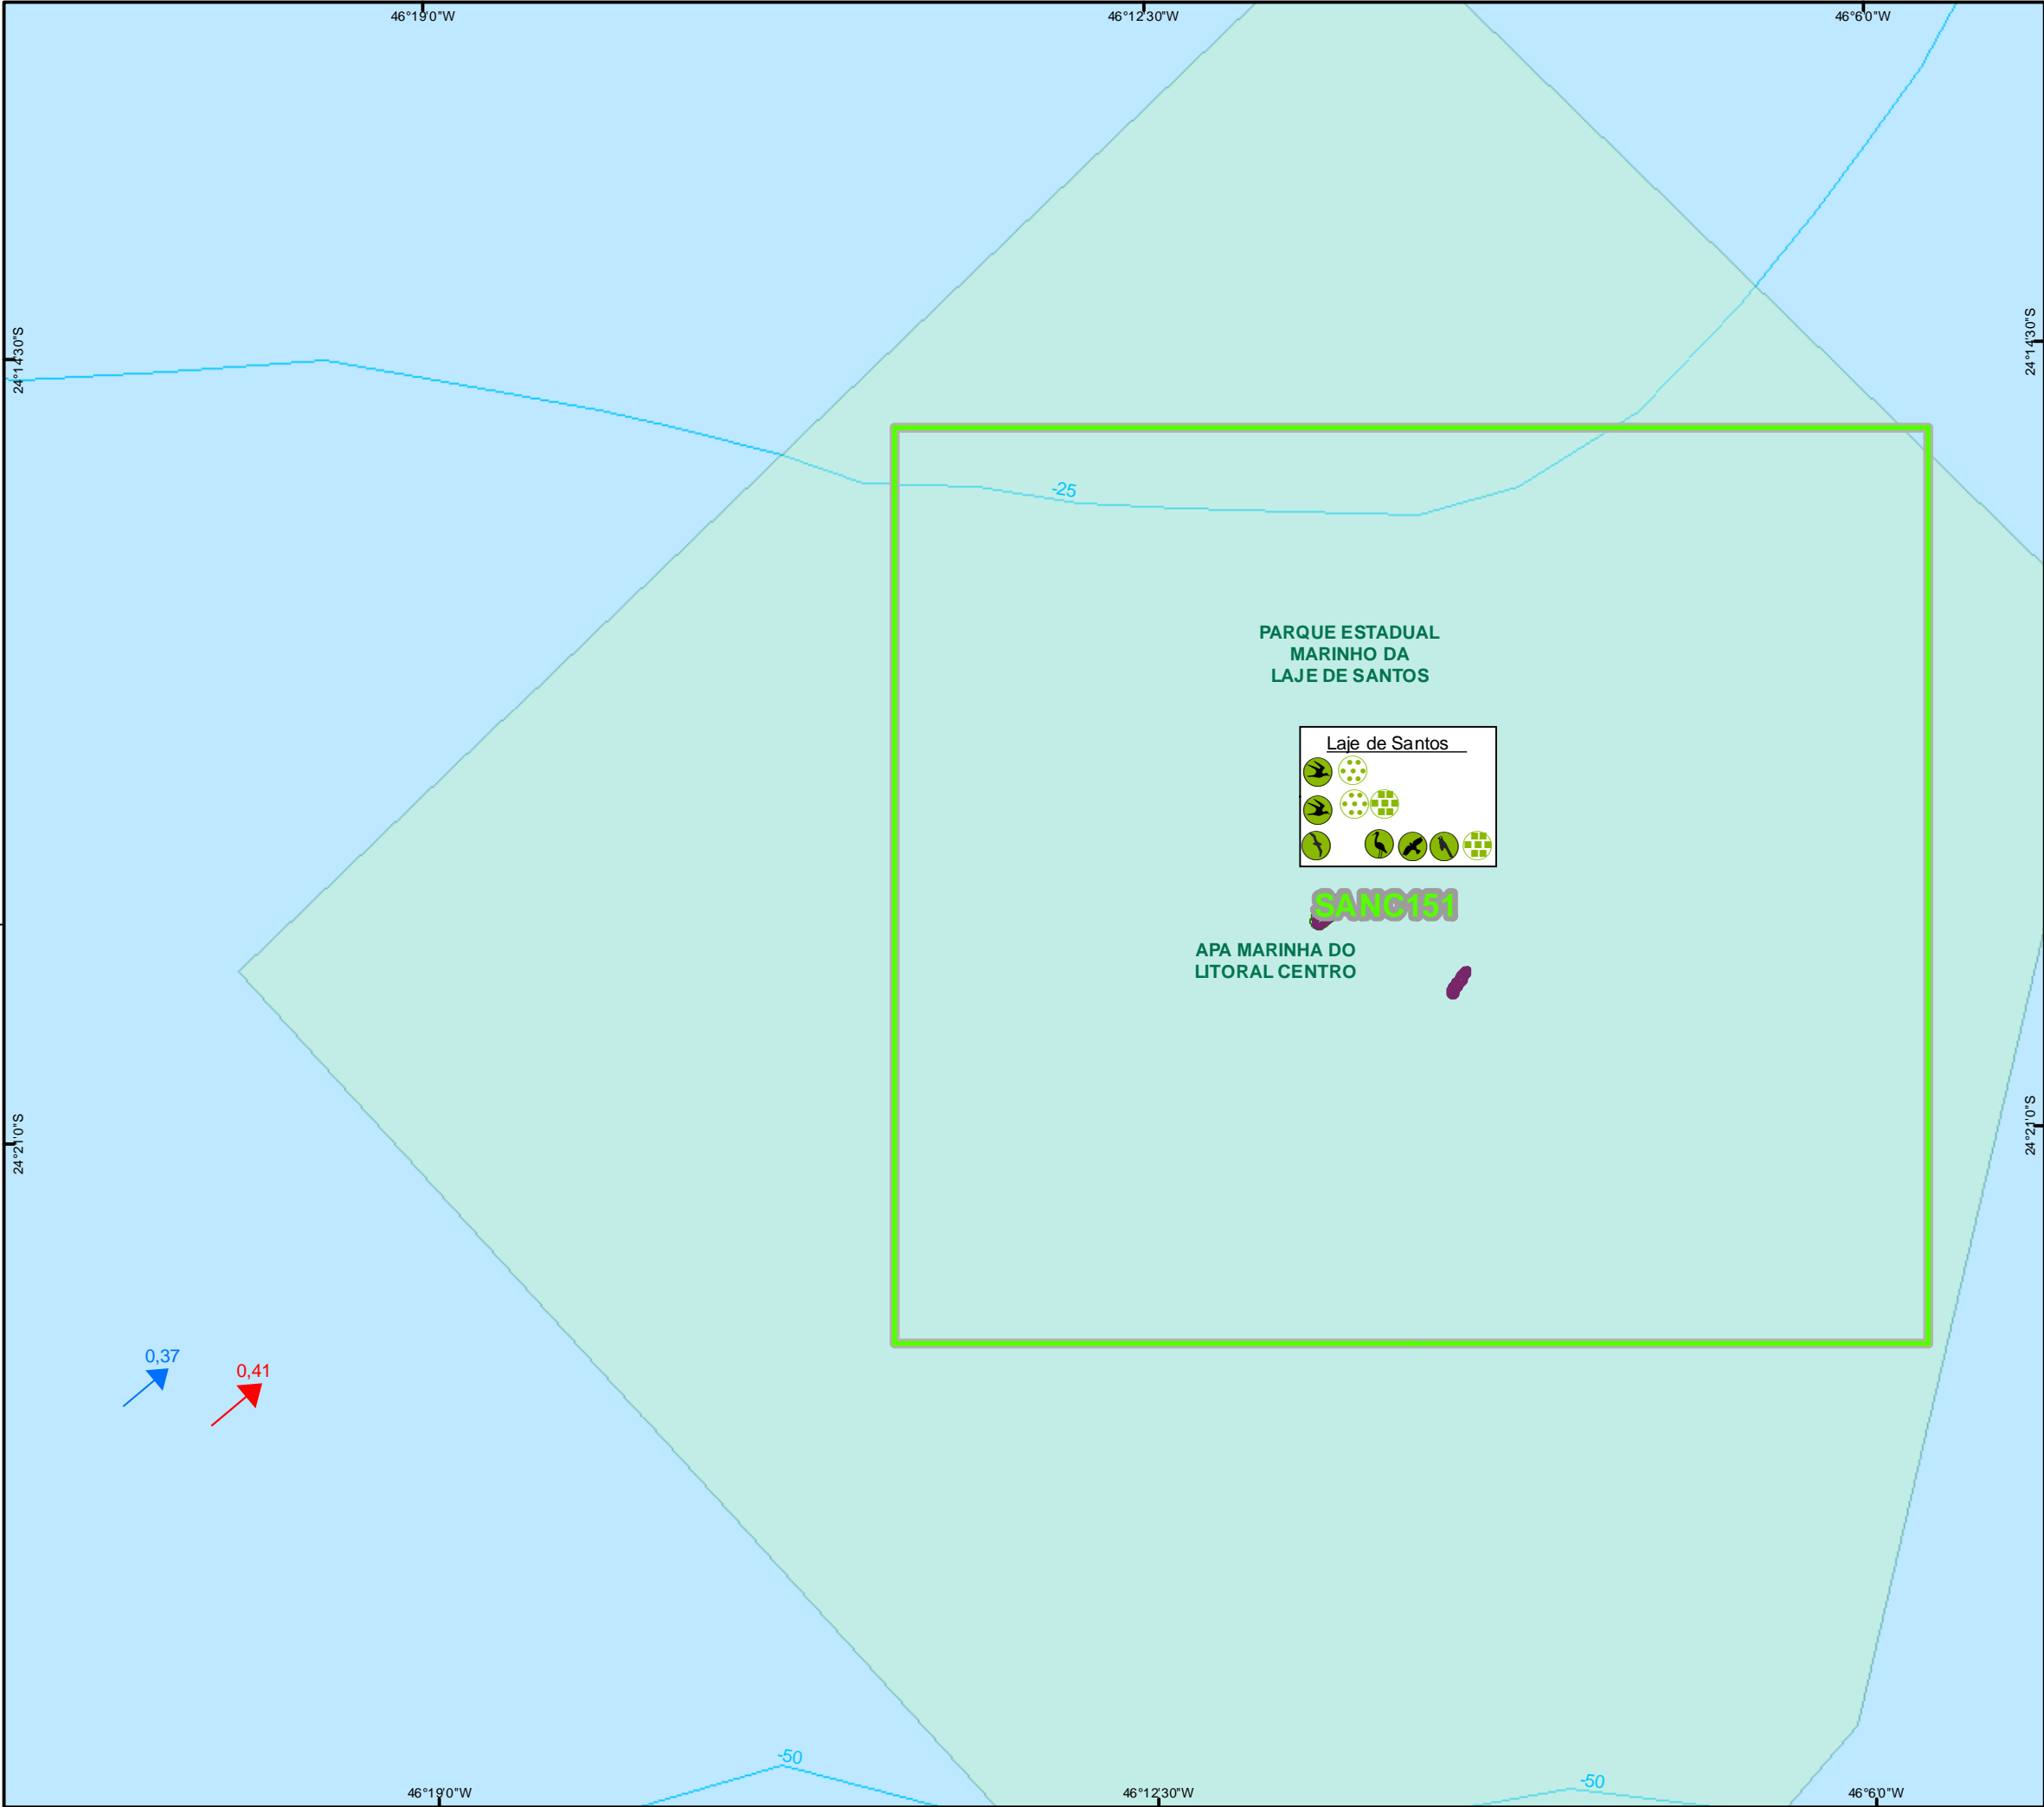 46°19'0"W
46°12'30"W
46°6'0"W
24°14'30"S
24°14'30"S
-25
PARQUE ESTADUAL
MARINHO DA
LAJE DE SANTOS
Laje de Santos
SANC151
APA MARINHA DO
LITORAL CENTRO
24°21'0"S
24°21'0"S
0,37
0,41
-50
-50
46°19'0"W
46°12'30"W
46°6'0"W